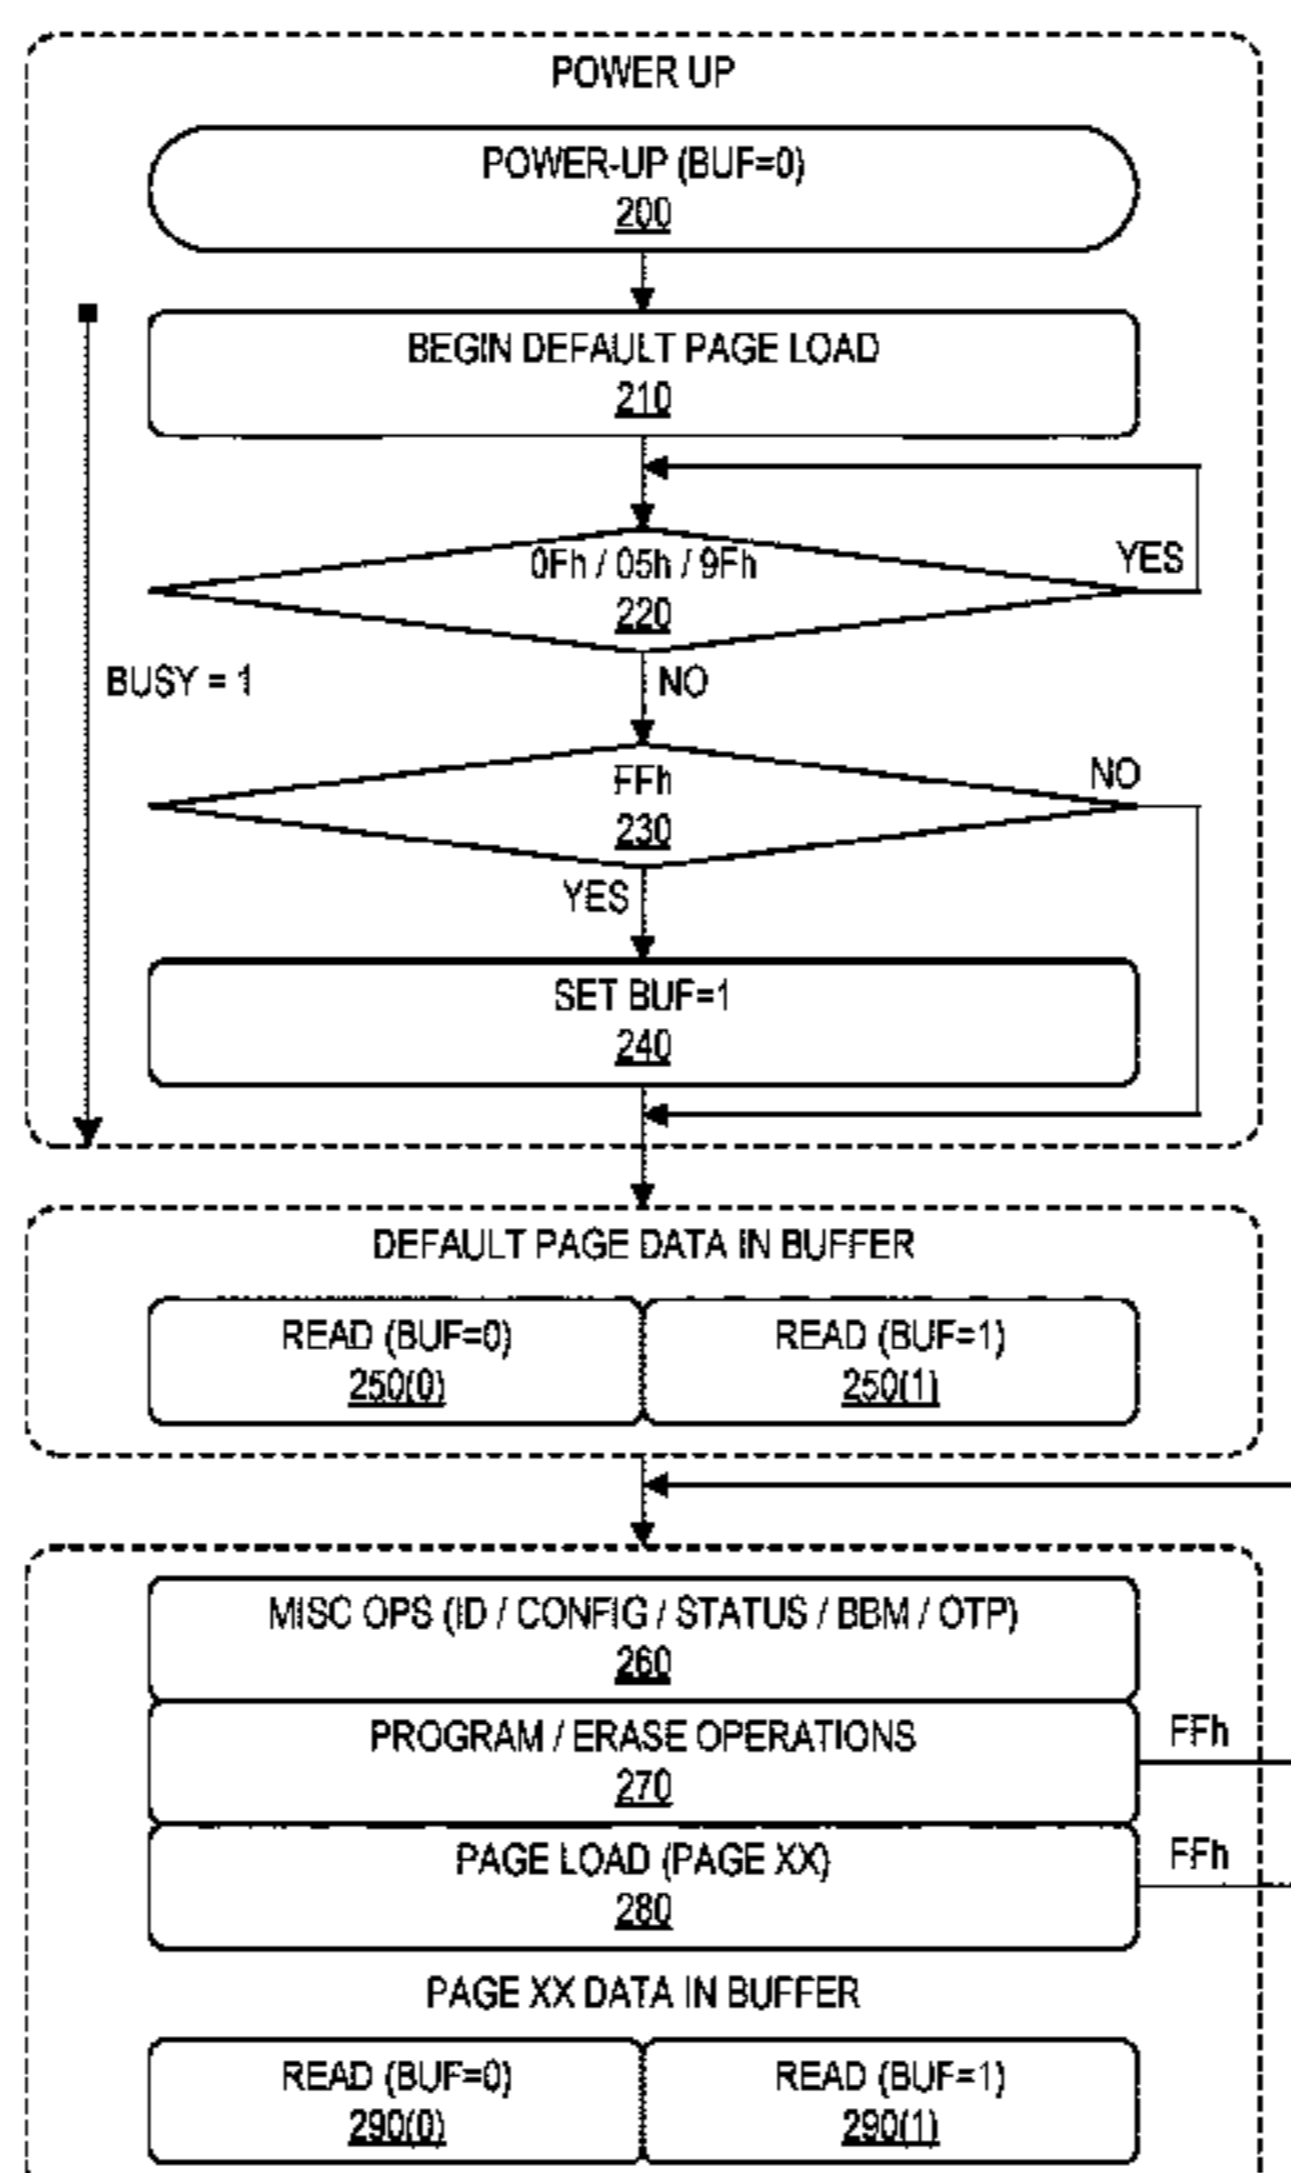 POWER UP
POWER-UP (BUF=0)
200
BEGIN DEFAULT PAGE LOAD
210
0Fh / 05h / 9Fh
220
YES
BUSY = 1
NO
FFh
230
NO
YES
SET BUF=1
240
DEFAULT PAGE DATA IN BUFFER
READ (BUF=0)
250(0)
READ (BUF=1)
250(1)
MISC OPS (ID / CONFIG / STATUS / BBM / OTP)
260
PROGRAM / ERASE OPERATIONS
270
FFh
PAGE LOAD (PAGE XX)
280
FFh
PAGE XX DATA IN BUFFER
READ (BUF=0)
290(0)
READ (BUF=1)
290(1)